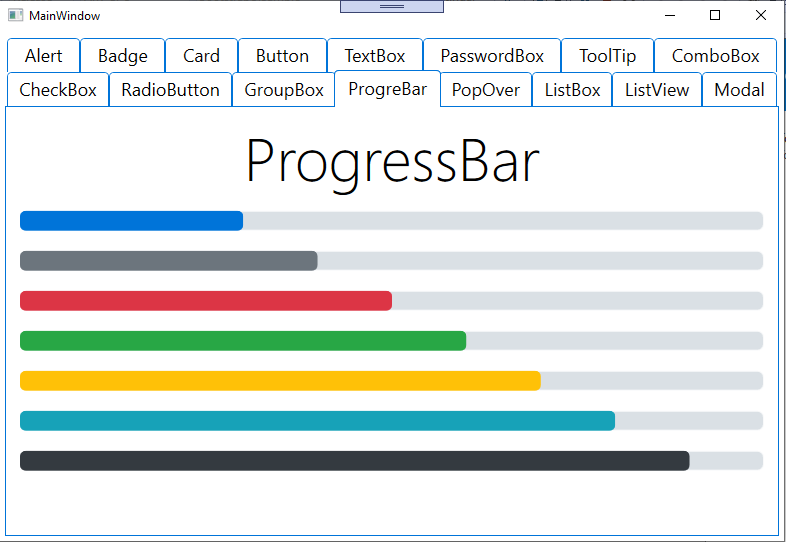 MainWindow
Alert Badge Card Button TextBox PasswordBox ToolTip ComboBox
CheckBox RadioButton GroupBox ProgreBar PopOver ListBox ListView Modal
ProgressBar